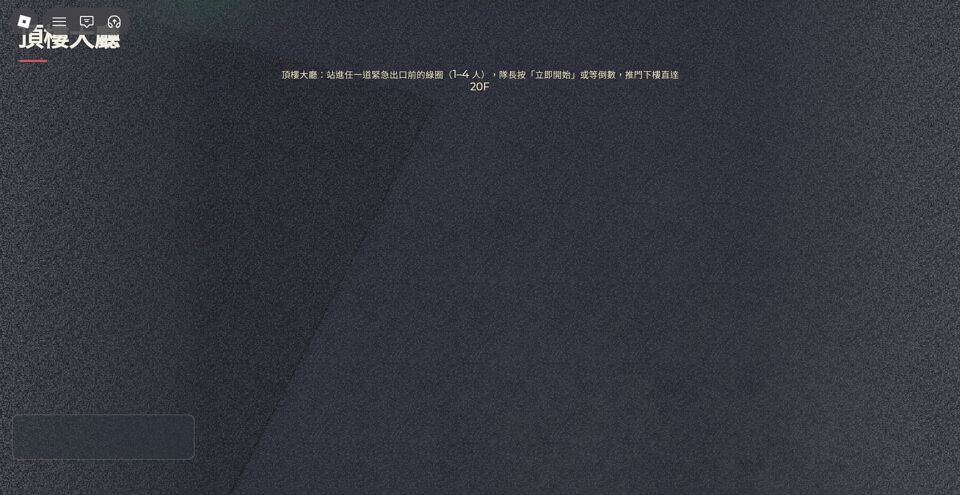 頂樓大廳
頂樓大廳：站進任一道緊急出口前的綠圈（1–4 人），隊長按「立即開始」或等倒數，推門下樓直達
20F